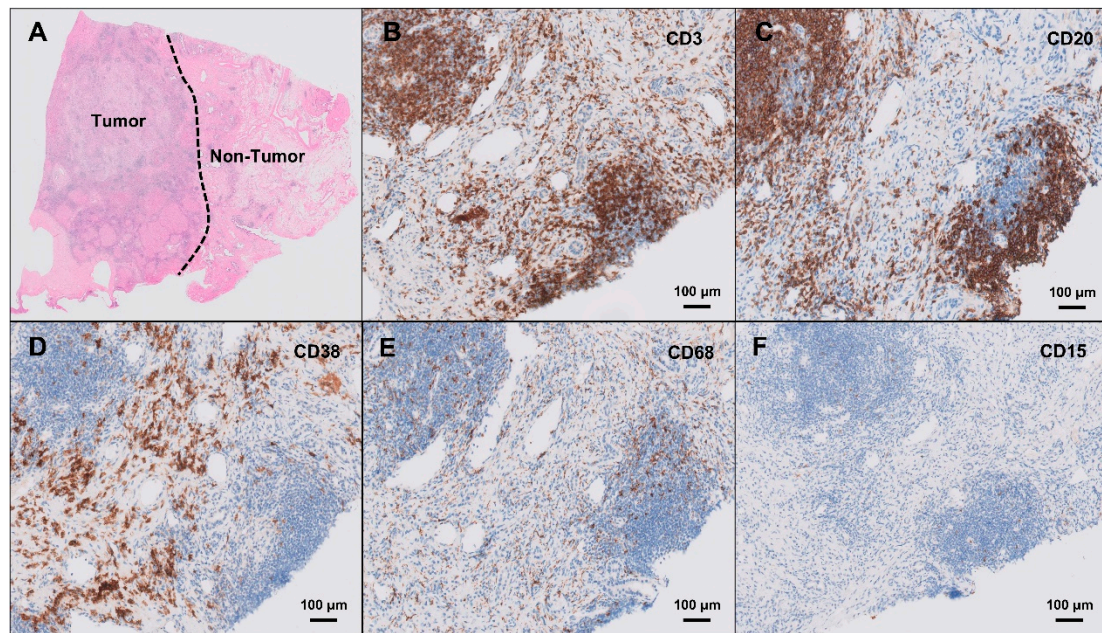 A
Tumor
Non-Tumor
B
CD3
100 µm
C
CD20
100 µm
D
CD38
100 µm
E
CD68
100 µm
F
CD15
100 µm